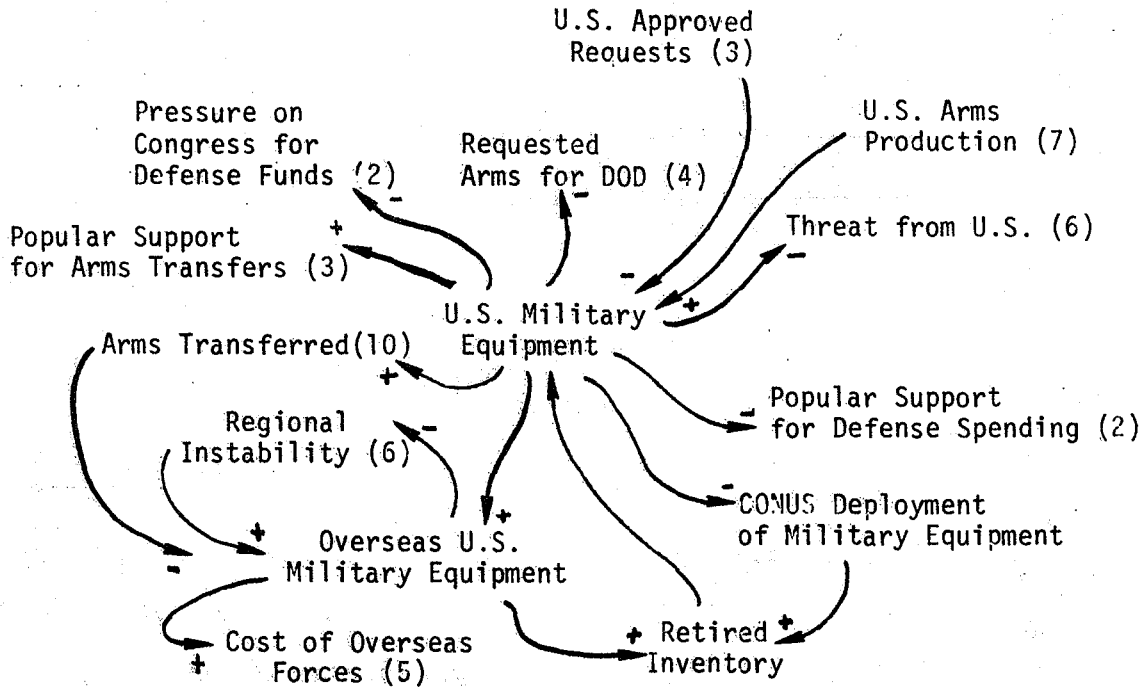 U.S. Approved
Requests (3)
Pressure on
Congress for
Defense Funds (2)
-
Requested
Arms for DOD (4)
-
U.S. Arms
Production (7)
Popular Support
for Arms Transfers (3)
+
Threat from U.S. (6)
-
-
+
U.S. Military
Equipment
Arms Transferred(10)
+
Regional
Instability (6)
-
- Popular Support
for Defense Spending (2)
- CONUS Deployment
of Military Equipment
+
-
+
Overseas U.S.
Military Equipment
+ Cost of Overseas
Forces (5)
+ Retired +
Inventory